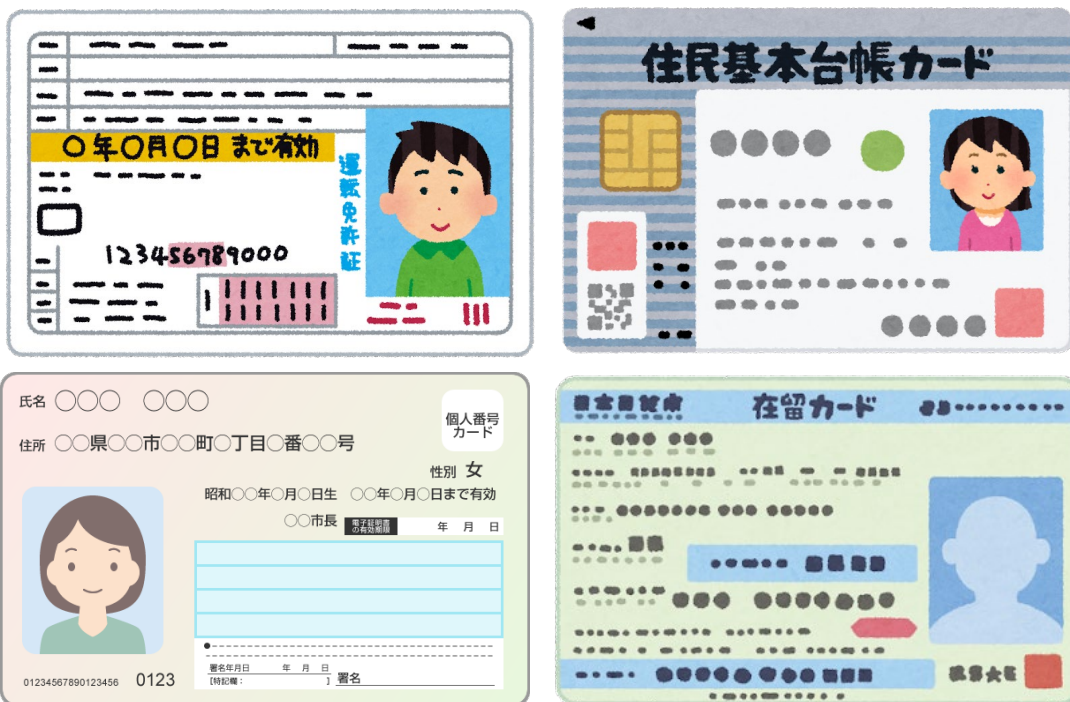 ○年○月○日 まで有効
運転免許証
123456789000
住民基本台帳カード
氏名 ○○○ ○○○
個人番号
カード
住所 ○○県○○市○○町○丁目○番○○号
性別 女
昭和○○年○月○日生 ○○年○月○日まで有効
○○市長 電子証明書の有効期限 年 月 日
署名年月日 年 月 日
[特記欄: ] 署名
01234567890123456 0123
在留カード